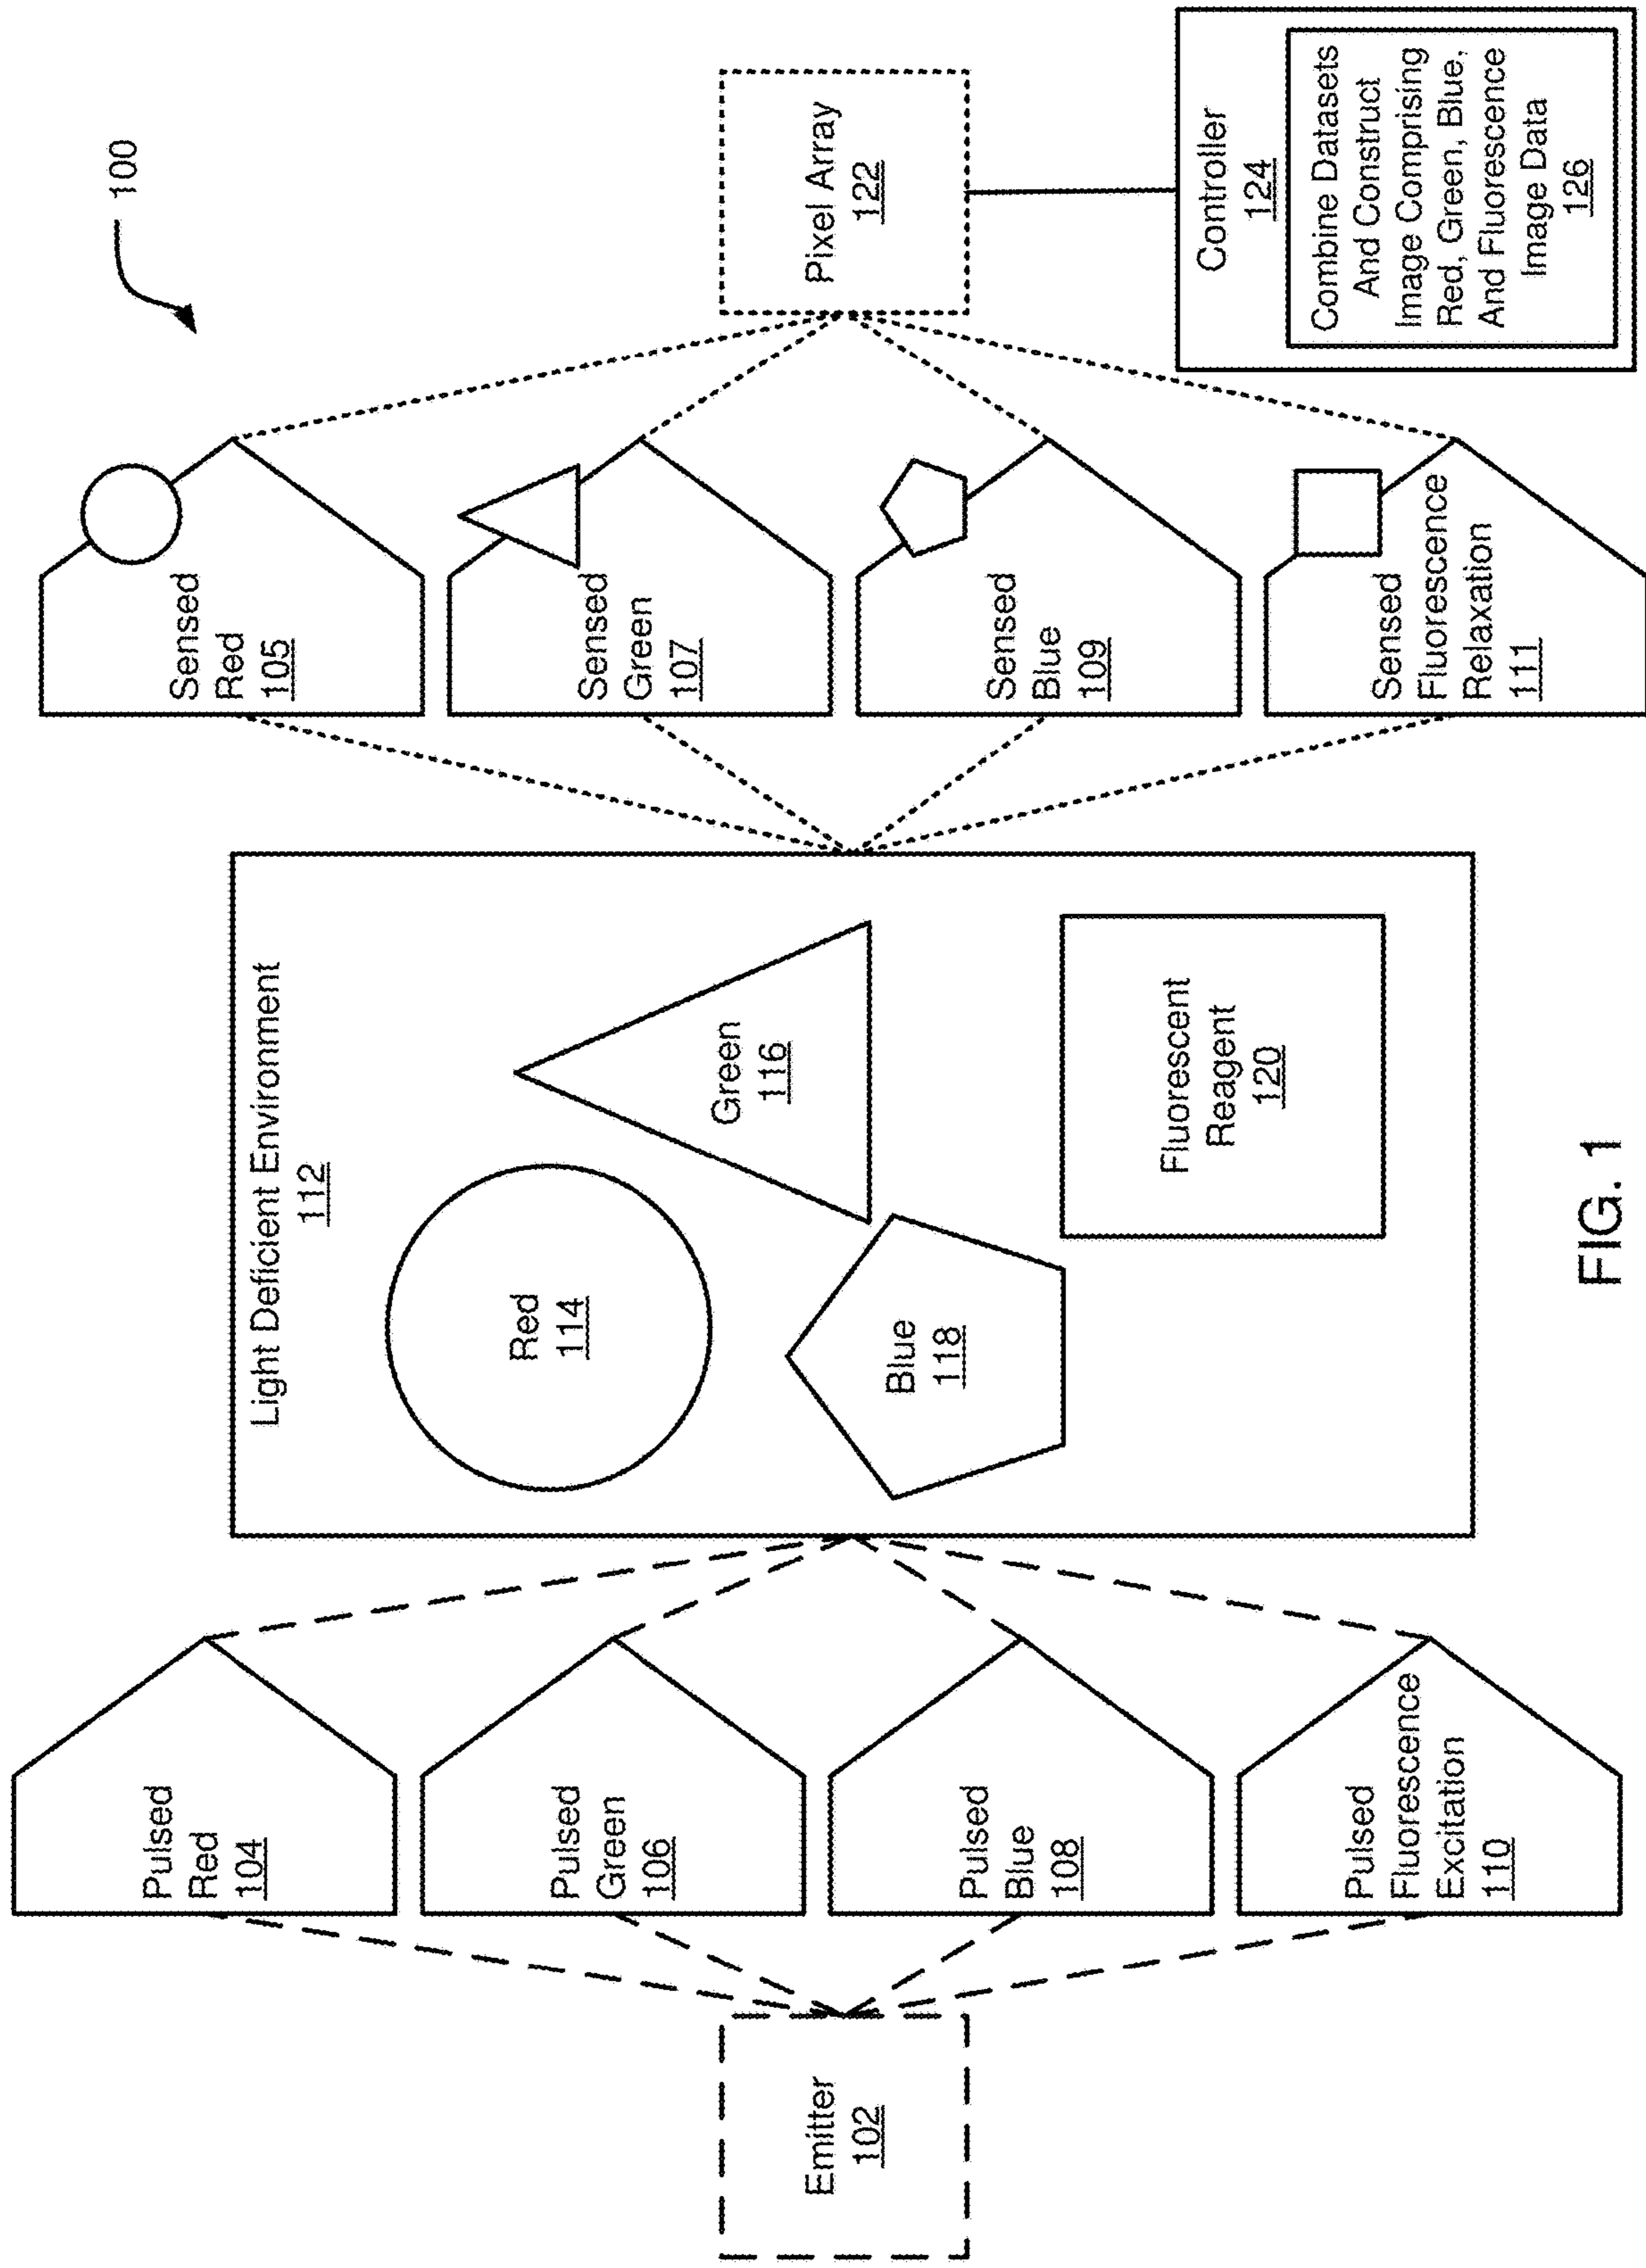 100
Emitter
102
Pulsed
Red
104
Pulsed
Green
106
Pulsed
Blue
108
Pulsed
Fluorescence
Excitation
110
Light Deficient Environment
112
Red
114
Green
116
Blue
118
Fluorescent
Reagent
120
Sensed
Red
105
Sensed
Green
107
Sensed
Blue
109
Sensed
Fluorescence
Relaxation
111
Pixel Array
122
Controller
124
Combine Datasets
And Construct
Image Comprising
Red, Green, Blue,
And Fluorescence
Image Data
126
FIG. 1